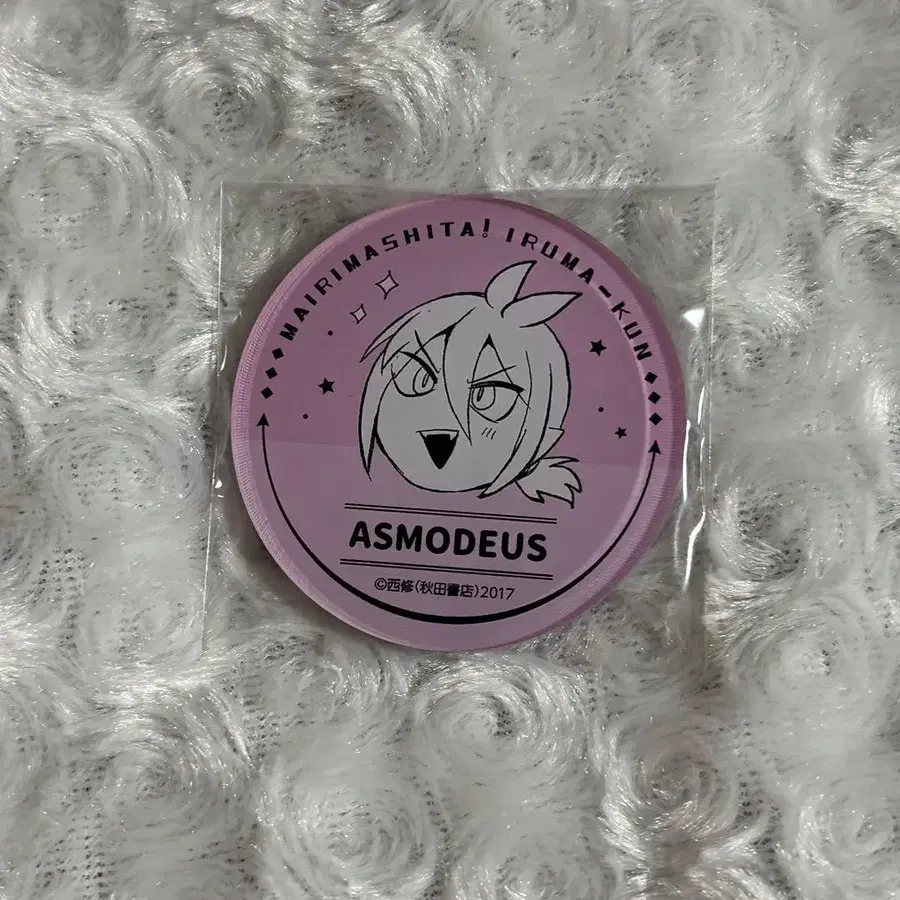 MAIRIMASHITA! IRUMA-KUN
ASMODEUS
©西修(秋田書店)2017